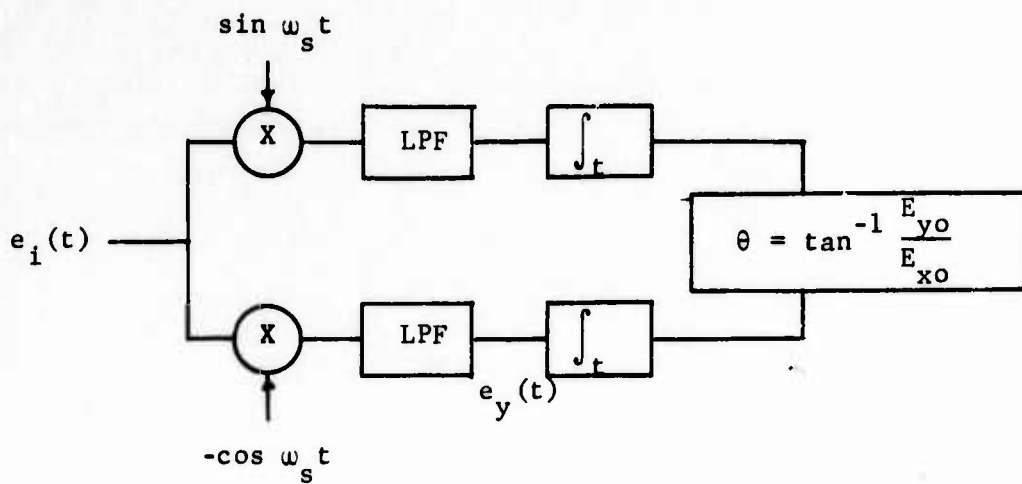 sin ω_s t
X
LPF
∫_t
e_i(t)
θ = tan^-1 E_yo / E_xo
X
LPF
∫_t
e_y(t)
-cos ω_s t